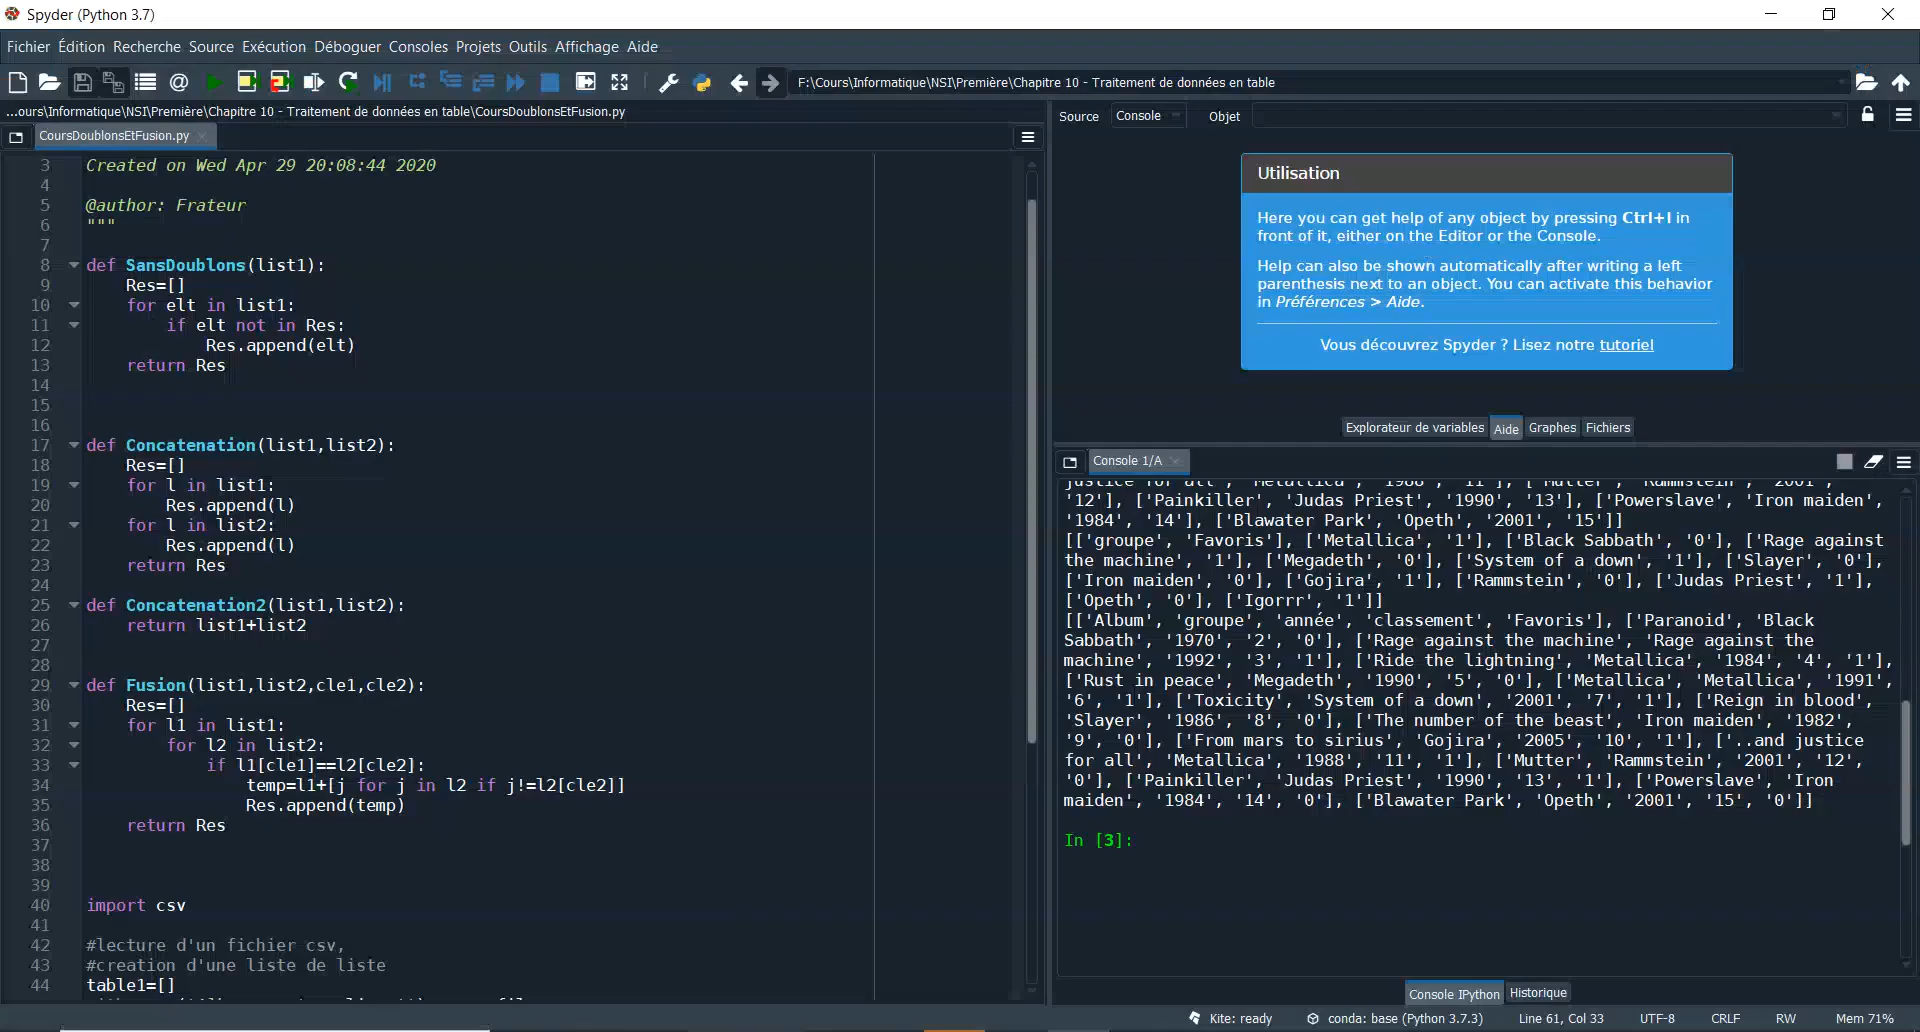 Spyder (Python 3.7)
Fichier Édition Recherche Source Exécution Déboguer Consoles Projets Outils Affichage Aide
F:\Cours\Informatique\NSI\Première\Chapitre 10 - Traitement de données en table
...ours\Informatique\NSI\Première\Chapitre 10 - Traitement de données en table\CoursDoublonsEtFusion.py
CoursDoublonsEtFusion.py
3 Created on Wed Apr 29 20:08:44 2020
4
5 @author: Frateur
6 """
7
8 def SansDoublons(list1):
9 Res=[]
10 for elt in list1:
11 if elt not in Res:
12 Res.append(elt)
13 return Res
14
15
16
17 def Concatenation(list1,list2):
18 Res=[]
19 for l in list1:
20 Res.append(l)
21 for l in list2:
22 Res.append(l)
23 return Res
24
25 def Concatenation2(list1,list2):
26 return list1+list2
27
28
29 def Fusion(list1,list2,cle1,cle2):
30 Res=[]
31 for l1 in list1:
32 for l2 in list2:
33 if l1[cle1]==l2[cle2]:
34 temp=l1+[j for j in l2 if j!=l2[cle2]]
35 Res.append(temp)
36 return Res
37
38
39
40 import csv
41
42 #lecture d'un fichier csv,
43 #creation d'une liste de liste
44 table1=[]
Source Console Objet
Utilisation
Here you can get help of any object by pressing Ctrl+I in
front of it, either on the Editor or the Console.
Help can also be shown automatically after writing a left
parenthesis next to an object. You can activate this behavior
in Préférences > Aide.
Vous découvrez Spyder ? Lisez notre tutoriel
Explorateur de variables Aide Graphes Fichiers
Console 1/A
justice for all', 'Metallica', '1988', '11'], ['Mutter', 'Rammstein', '2001',
'12'], ['Painkiller', 'Judas Priest', '1990', '13'], ['Powerslave', 'Iron maiden',
'1984', '14'], ['Blawater Park', 'Opeth', '2001', '15']]
[['groupe', 'Favoris'], ['Metallica', '1'], ['Black Sabbath', '0'], ['Rage against
the machine', '1'], ['Megadeth', '0'], ['System of a down', '1'], ['Slayer', '0'],
['Iron maiden', '0'], ['Gojira', '1'], ['Rammstein', '0'], ['Judas Priest', '1'],
['Opeth', '0'], ['Igorrr', '1']]
[['Album', 'groupe', 'année', 'classement', 'Favoris'], ['Paranoid', 'Black
Sabbath', '1970', '2', '0'], ['Rage against the machine', 'Rage against the
machine', '1992', '3', '1'], ['Ride the lightning', 'Metallica', '1984', '4', '1'],
['Rust in peace', 'Megadeth', '1990', '5', '0'], ['Metallica', 'Metallica', '1991',
'6', '1'], ['Toxicity', 'System of a down', '2001', '7', '1'], ['Reign in blood',
'Slayer', '1986', '8', '0'], ['The number of the beast', 'Iron maiden', '1982',
'9', '0'], ['From mars to sirius', 'Gojira', '2005', '10', '1'], ['..and justice
for all', 'Metallica', '1988', '11', '1'], ['Mutter', 'Rammstein', '2001', '12',
'0'], ['Painkiller', 'Judas Priest', '1990', '13', '1'], ['Powerslave', 'Iron
maiden', '1984', '14', '0'], ['Blawater Park', 'Opeth', '2001', '15', '0']]
In [3]:
Console IPython Historique
Kite: ready conda: base (Python 3.7.3) Line 61, Col 33 UTF-8 CRLF RW Mem 71%